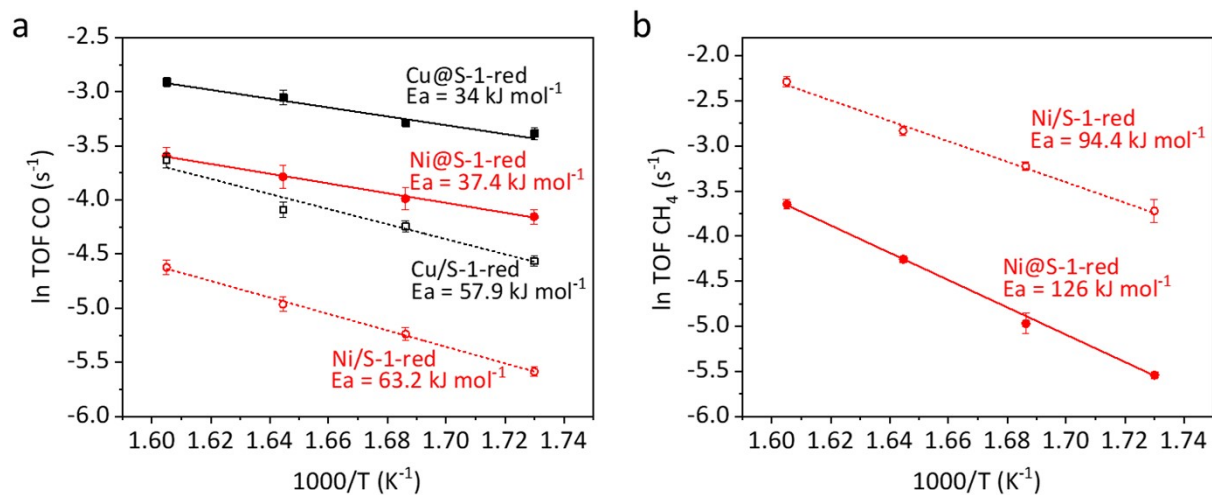 a
ln TOF CO (s⁻¹)
-2.5
-3.0
-3.5
-4.0
-4.5
-5.0
-5.5
-6.0
Cu@S-1-red
Ea = 34 kJ mol⁻¹
Ni@S-1-red
Ea = 37.4 kJ mol⁻¹
Cu/S-1-red
Ea = 57.9 kJ mol⁻¹
Ni/S-1-red
Ea = 63.2 kJ mol⁻¹
1.60 1.62 1.64 1.66 1.68 1.70 1.72 1.74
1000/T (K⁻¹)
b
ln TOF CH₄ (s⁻¹)
-2.0
-2.5
-3.0
-3.5
-4.0
-4.5
-5.0
-5.5
-6.0
Ni/S-1-red
Ea = 94.4 kJ mol⁻¹
Ni@S-1-red
Ea = 126 kJ mol⁻¹
1.60 1.62 1.64 1.66 1.68 1.70 1.72 1.74
1000/T (K⁻¹)